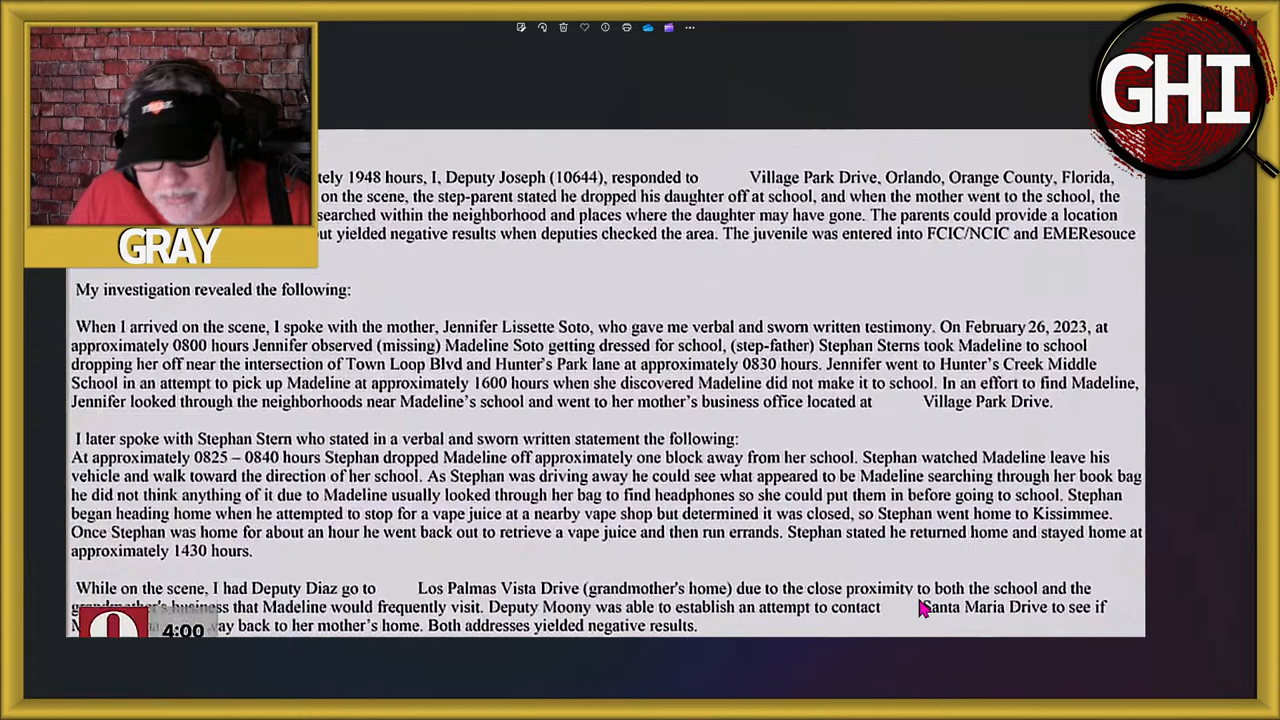 GHI
tely 1948 hours, I, Deputy Joseph (10644), responded to Village Park Drive, Orlando, Orange County, Florida,
on the scene, the step-parent stated he dropped his daughter off at school, and when the mother went to the school, the
searched within the neighborhood and places where the daughter may have gone. The parents could provide a location
ut yielded negative results when deputies checked the area. The juvenile was entered into FCIC/NCIC and EMEResouce
GRAY
My investigation revealed the following:
When I arrived on the scene, I spoke with the mother, Jennifer Lissette Soto, who gave me verbal and sworn written testimony. On February 26, 2023, at
approximately 0800 hours Jennifer observed (missing) Madeline Soto getting dressed for school, (step-father) Stephan Sterns took Madeline to school
dropping her off near the intersection of Town Loop Blvd and Hunter's Park lane at approximately 0830 hours. Jennifer went to Hunter's Creek Middle
School in an attempt to pick up Madeline at approximately 1600 hours when she discovered Madeline did not make it to school. In an effort to find Madeline,
Jennifer looked through the neighborhoods near Madeline's school and went to her mother's business office located at Village Park Drive.
I later spoke with Stephan Stern who stated in a verbal and sworn written statement the following:
At approximately 0825 – 0840 hours Stephan dropped Madeline off approximately one block away from her school. Stephan watched Madeline leave his
vehicle and walk toward the direction of her school. As Stephan was driving away he could see what appeared to be Madeline searching through her book bag
he did not think anything of it due to Madeline usually looked through her bag to find headphones so she could put them in before going to school. Stephan
began heading home when he attempted to stop for a vape juice at a nearby vape shop but determined it was closed, so Stephan went home to Kissimmee.
Once Stephan was home for about an hour he went back out to retrieve a vape juice and then run errands. Stephan stated he returned home and stayed home at
approximately 1430 hours.
While on the scene, I had Deputy Diaz go to Los Palmas Vista Drive (grandmother's home) due to the close proximity to both the school and the
grandmother's business that Madeline would frequently visit. Deputy Moony was able to establish an attempt to contact Santa Maria Drive to see if
way back to her mother's home. Both addresses yielded negative results.
4:00